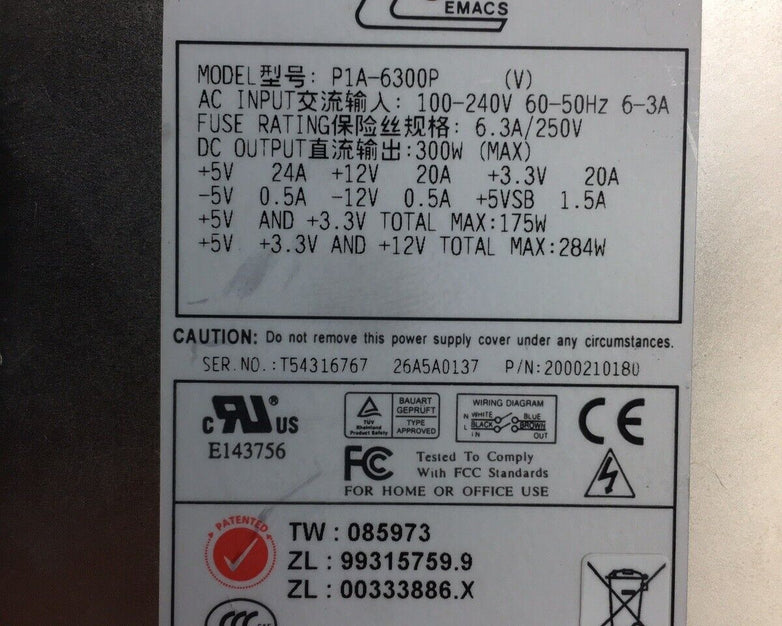 EMACS
MODEL型号: P1A-6300P (V)
AC INPUT交流输入: 100-240V 60-50Hz 6-3A
FUSE RATING保险丝规格: 6.3A/250V
DC OUTPUT直流输出:300W (MAX)
+5V 24A +12V 20A +3.3V 20A
-5V 0.5A -12V 0.5A +5VSB 1.5A
+5V AND +3.3V TOTAL MAX:175W
+5V +3.3V AND +12V TOTAL MAX:284W
CAUTION: Do not remove this power supply cover under any circumstances.
SER.NO.:T54316767 26A5A0137 P/N:2000210180
c RU ® US
E143756
TÜV
Rheinland
Product Safety
BAUART
GEPRÜFT
TYPE
APPROVED
WIRING DIAGRAM
N WHITE BLUE
L BLACK BROWN
IN OUT
CE
FC
Tested To Comply
With FCC Standards
FOR HOME OR OFFICE USE
PATENTED
TW : 085973
ZL : 99315759.9
ZL : 00333886.X
CCC